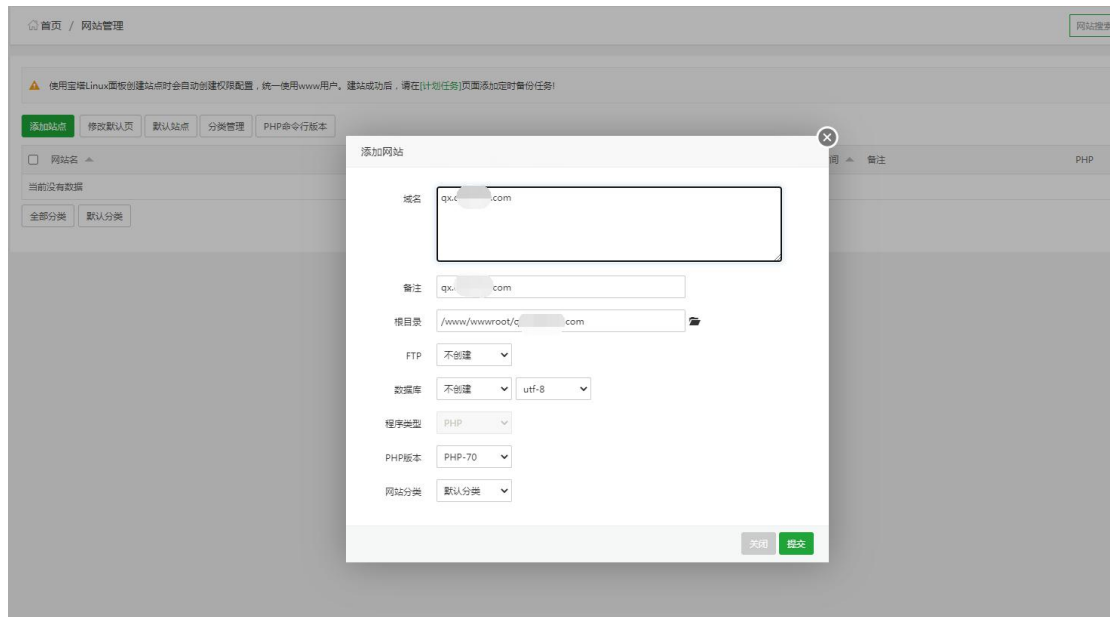 首页 / 网站管理
网站搜索
使用宝塔Linux面板创建站点时会自动创建权限配置，统一使用www用户。建站成功后，请在[计划任务]页面添加定时备份任务!
添加站点 修改默认页 默认站点 分类管理 PHP命令行版本
网站名 间 备注 PHP
当前没有数据
全部分类 默认分类
添加网站
域名 qx. .com
备注 qx. com
根目录 /www/wwwroot/ .com
FTP 不创建
数据库 不创建 utf-8
程序类型 PHP
PHP版本 PHP-70
网站分类 默认分类
关闭 提交